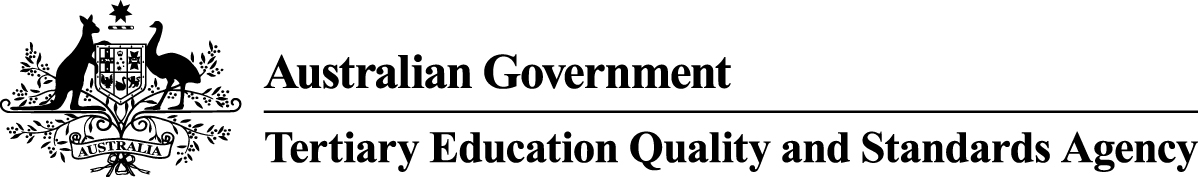 Australian Government
Tertiary Education Quality and Standards Agency
AUSTRALIA